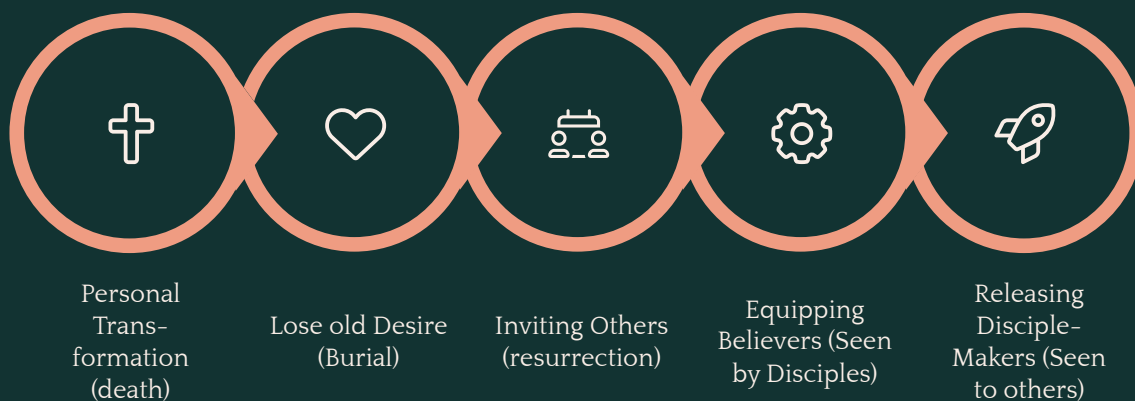 Personal
Trans-
formation
(death)
Lose old Desire
(Burial)
Inviting Others
(resurrection)
Equipping
Believers (Seen
by Disciples)
Releasing
Disciple-
Makers (Seen
to others)